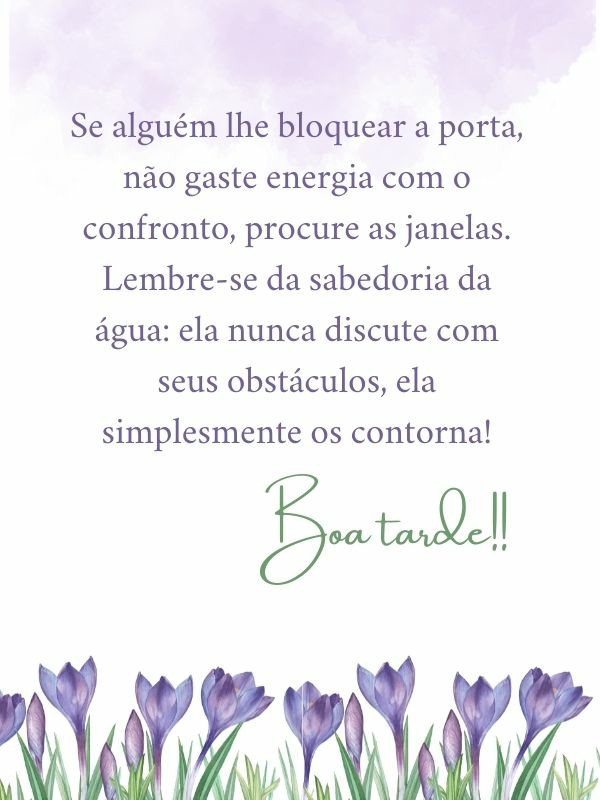 Se alguém lhe bloquear a porta,
não gaste energia com o
confronto, procure as janelas.
Lembre-se da sabedoria da
água: ela nunca discute com
seus obstáculos, ela
simplesmente os contorna!
Boa tarde!!